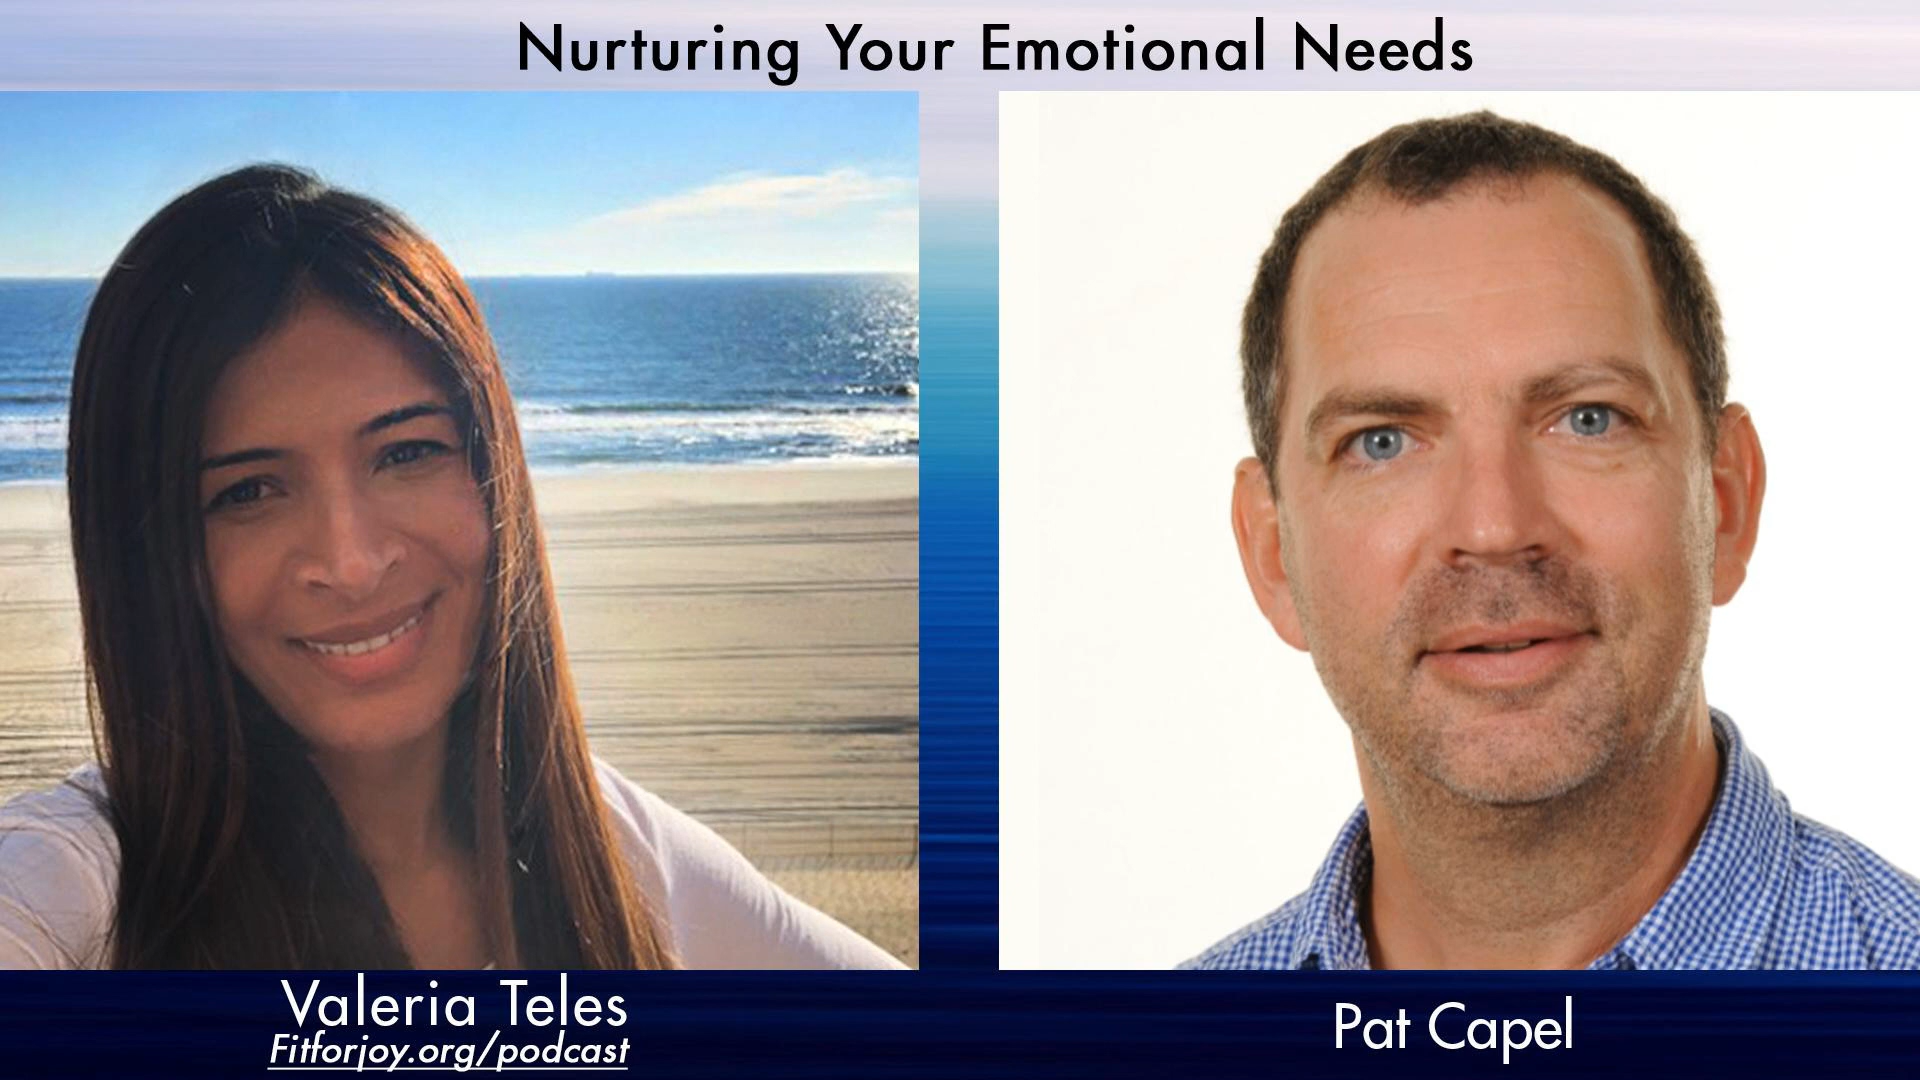 Nurturing Your Emotional Needs
Valeria Teles
Fitforjoy.org/podcast
Pat Capel